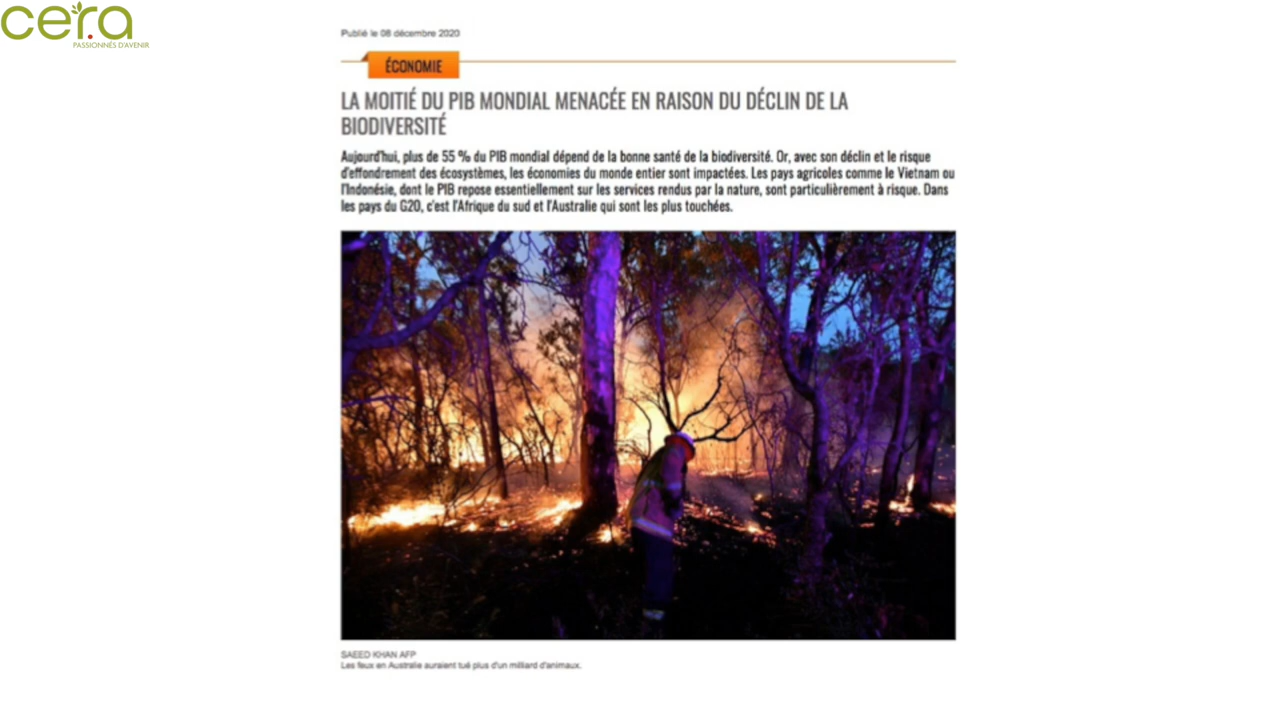 cera
PASSIONNÉS D'AVENIR
Publié le 08 décembre 2020
ÉCONOMIE
LA MOITIÉ DU PIB MONDIAL MENACÉE EN RAISON DU DÉCLIN DE LA
BIODIVERSITÉ
Aujourd'hui, plus de 55 % du PIB mondial dépend de la bonne santé de la biodiversité. Or, avec son déclin et le risque
d'effondrement des écosystèmes, les économies du monde entier sont impactées. Les pays agricoles comme le Vietnam ou
l'Indonésie, dont le PIB repose essentiellement sur les services rendus par la nature, sont particulièrement à risque. Dans
les pays du G20, c'est l'Afrique du sud et l'Australie qui sont les plus touchées.
SAEED KHAN AFP
Les feux en Australie auraient tué plus d'un milliard d'animaux.